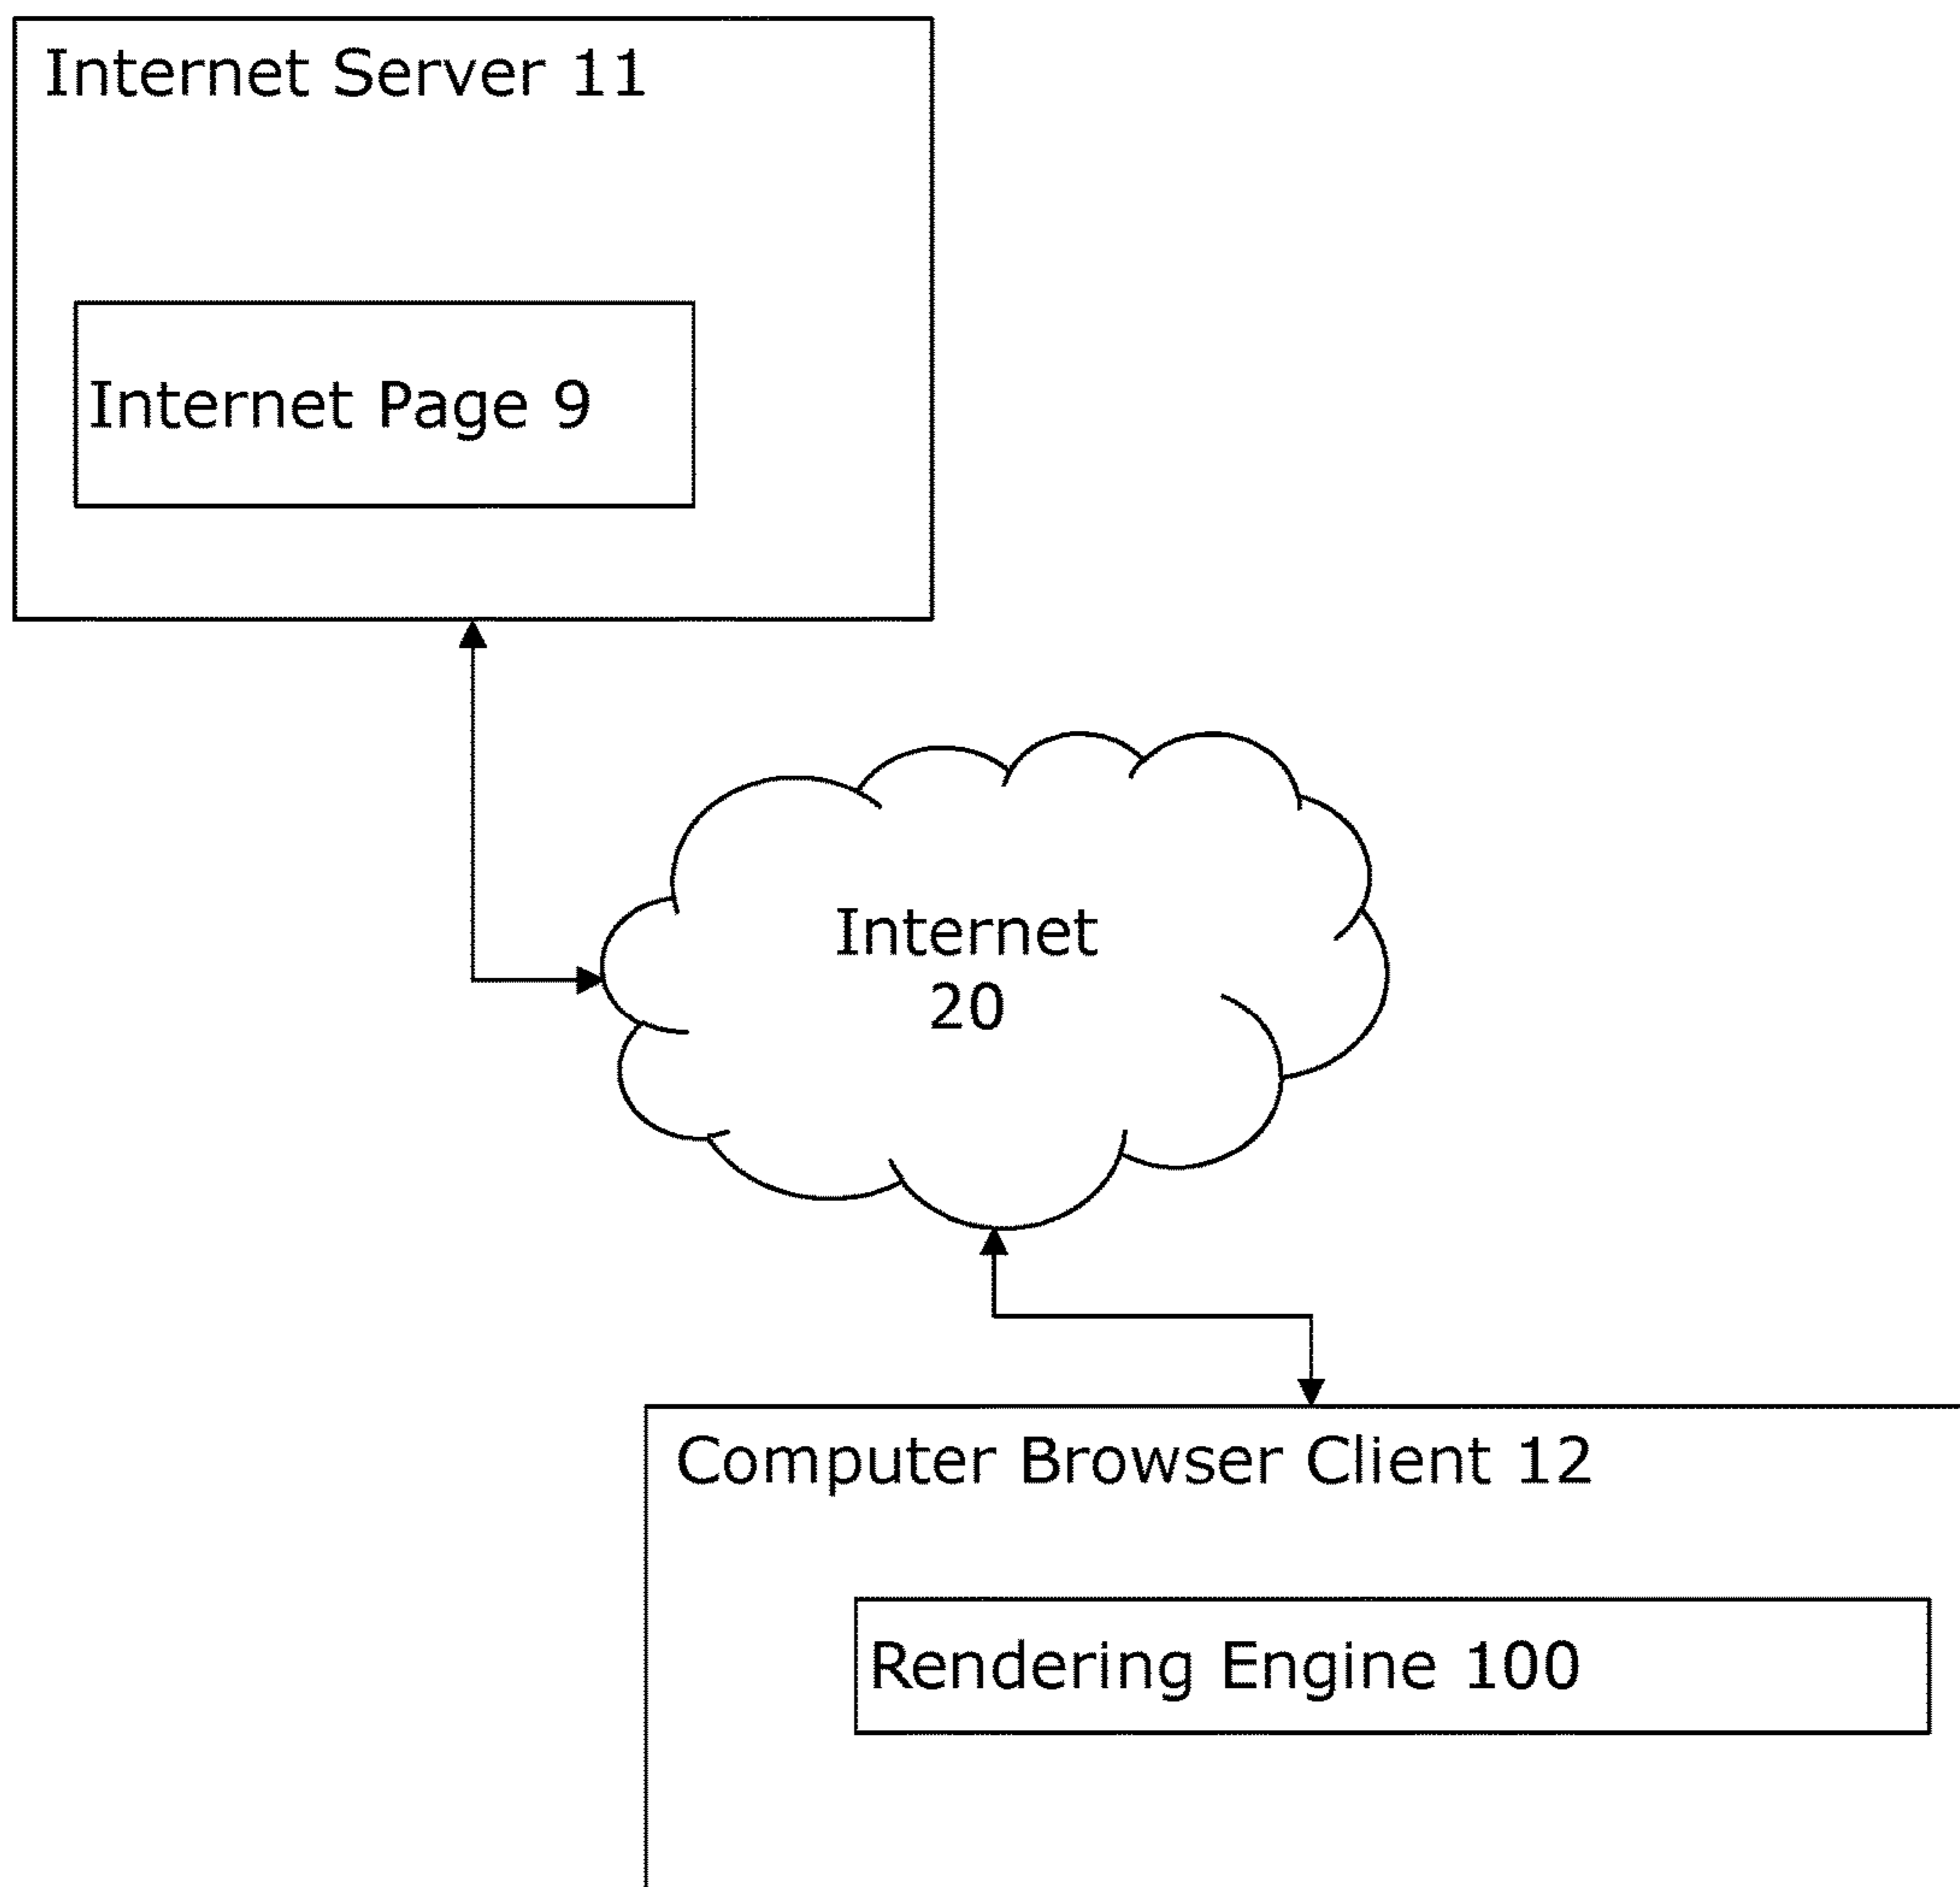 Internet Server 11
Internet Page 9
Internet
20
Computer Browser Client 12
Rendering Engine 100